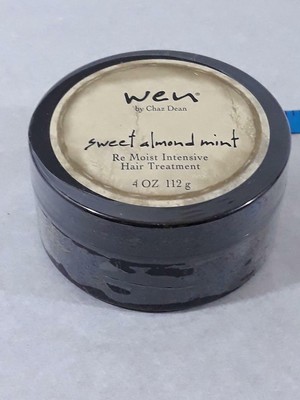 wen®
by Chaz Dean
sweet almond mint
Re Moist Intensive
Hair Treatment
4 OZ 112 g